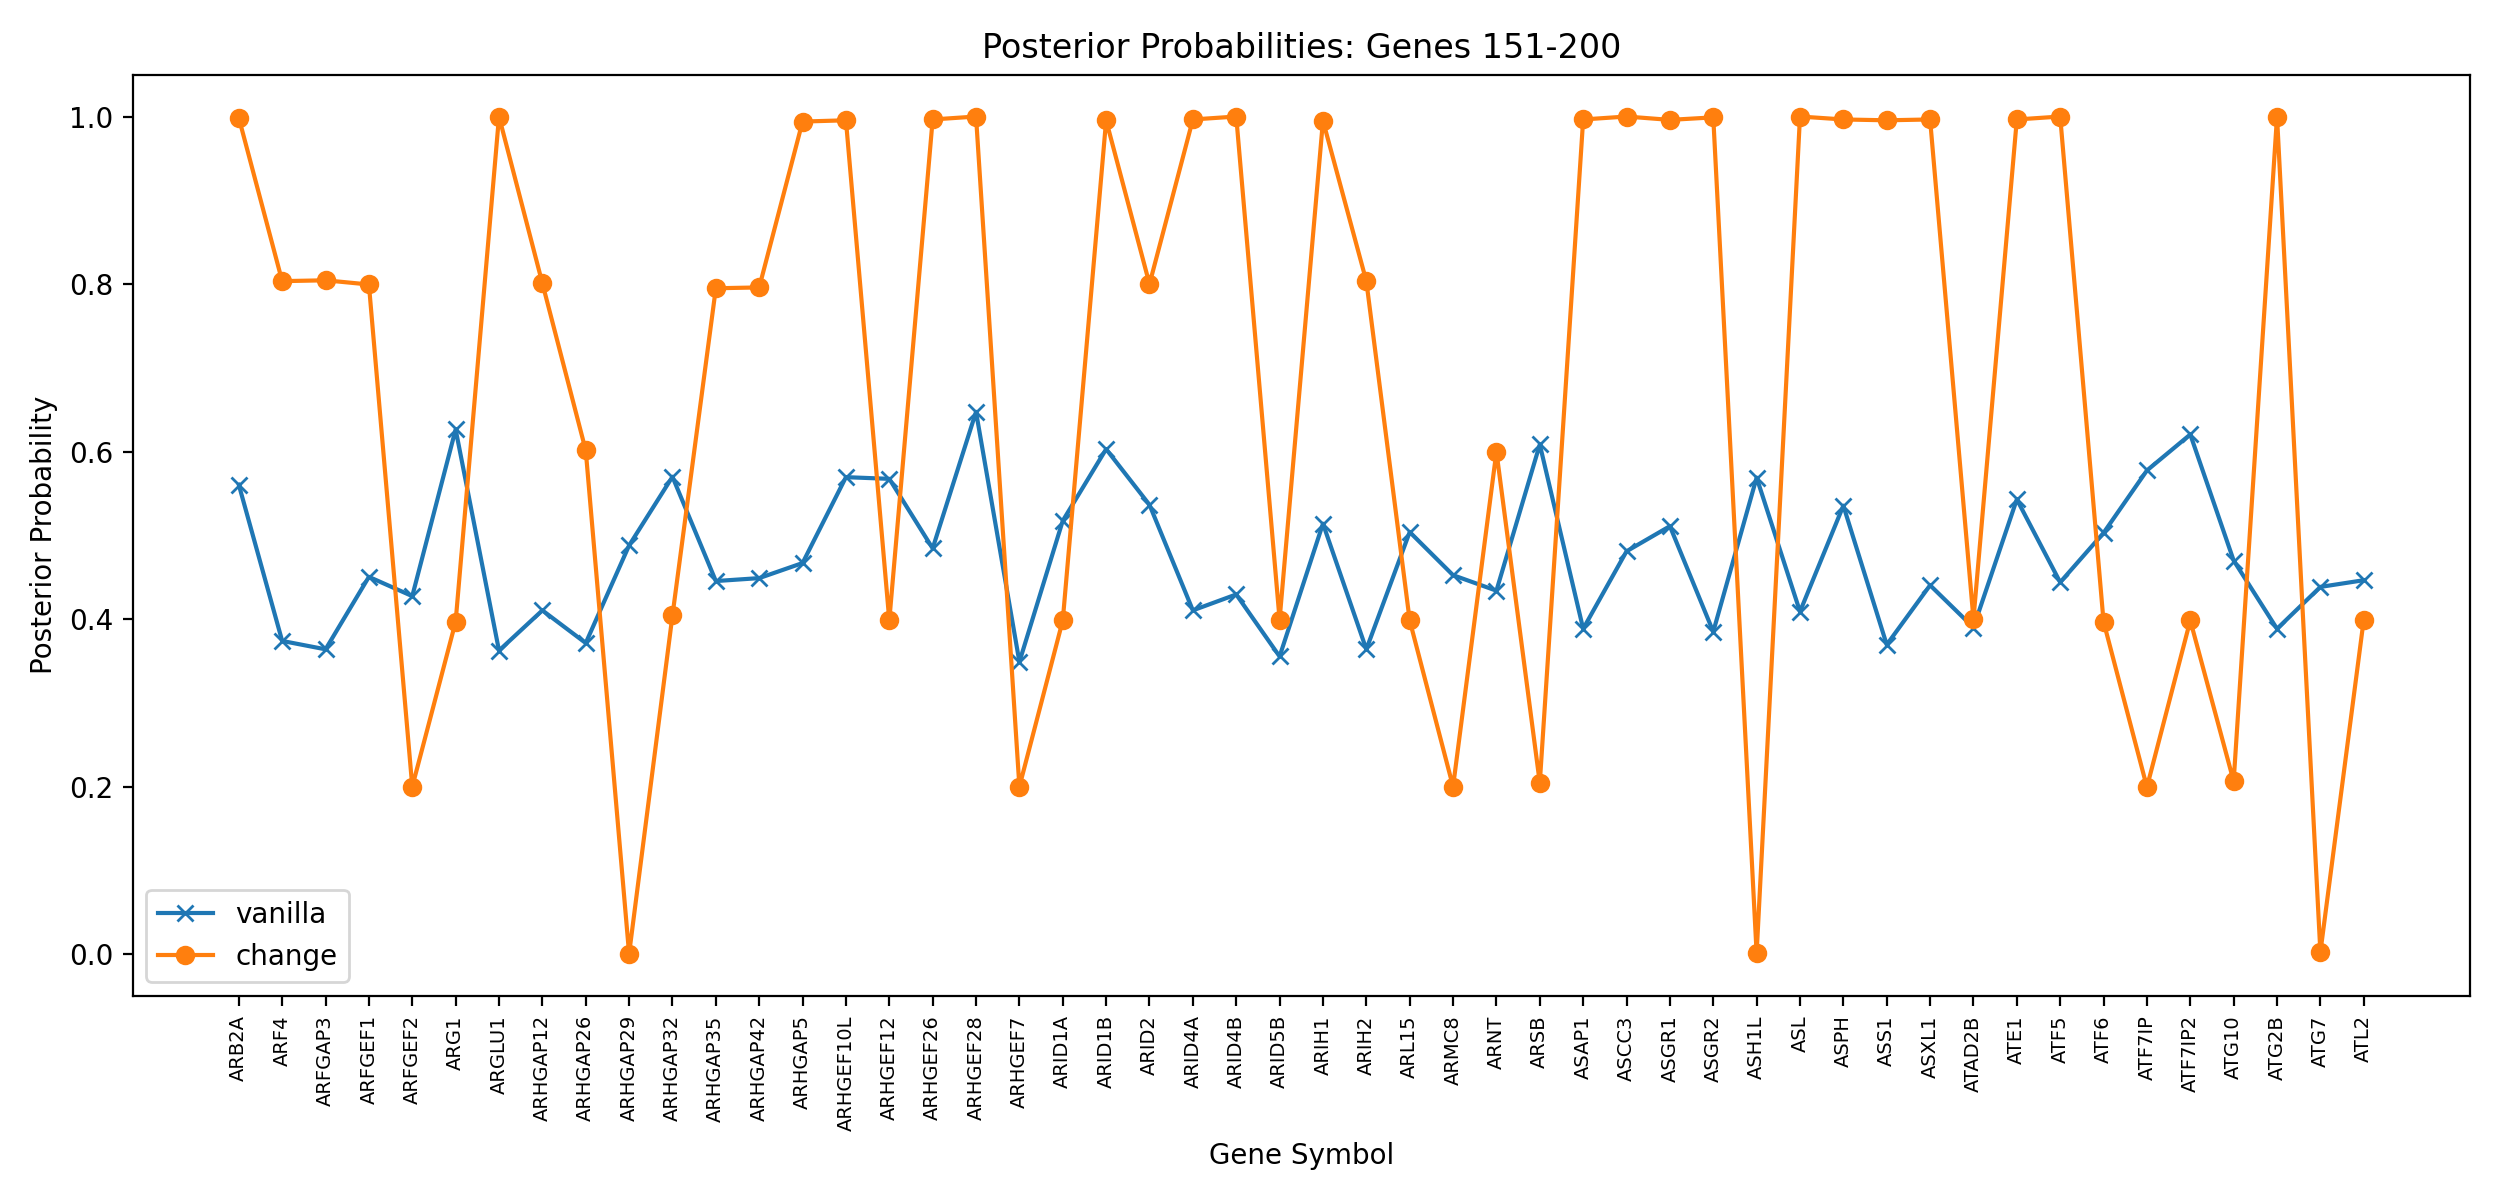 Posterior Probabilities: Genes 151-200
Posterior Probability
1.0
0.8
0.6
0.4
0.2
0.0
vanilla
change
ARB2A
ARF4
ARFGAP3
ARFGEF1
ARFGEF2
ARG1
ARGLU1
ARHGAP12
ARHGAP26
ARHGAP29
ARHGAP32
ARHGAP35
ARHGAP42
ARHGAP5
ARHGEF10L
ARHGEF12
ARHGEF26
ARHGEF28
ARHGEF7
ARID1A
ARID1B
ARID2
ARID4A
ARID4B
ARID5B
ARIH1
ARIH2
ARL15
ARMC8
ARNT
ARSB
ASAP1
ASCC3
ASGR1
ASGR2
ASH1L
ASL
ASPH
ASS1
ASXL1
ATAD2B
ATE1
ATF5
ATF6
ATF7IP
ATF7IP2
ATG10
ATG2B
ATG7
ATL2
Gene Symbol